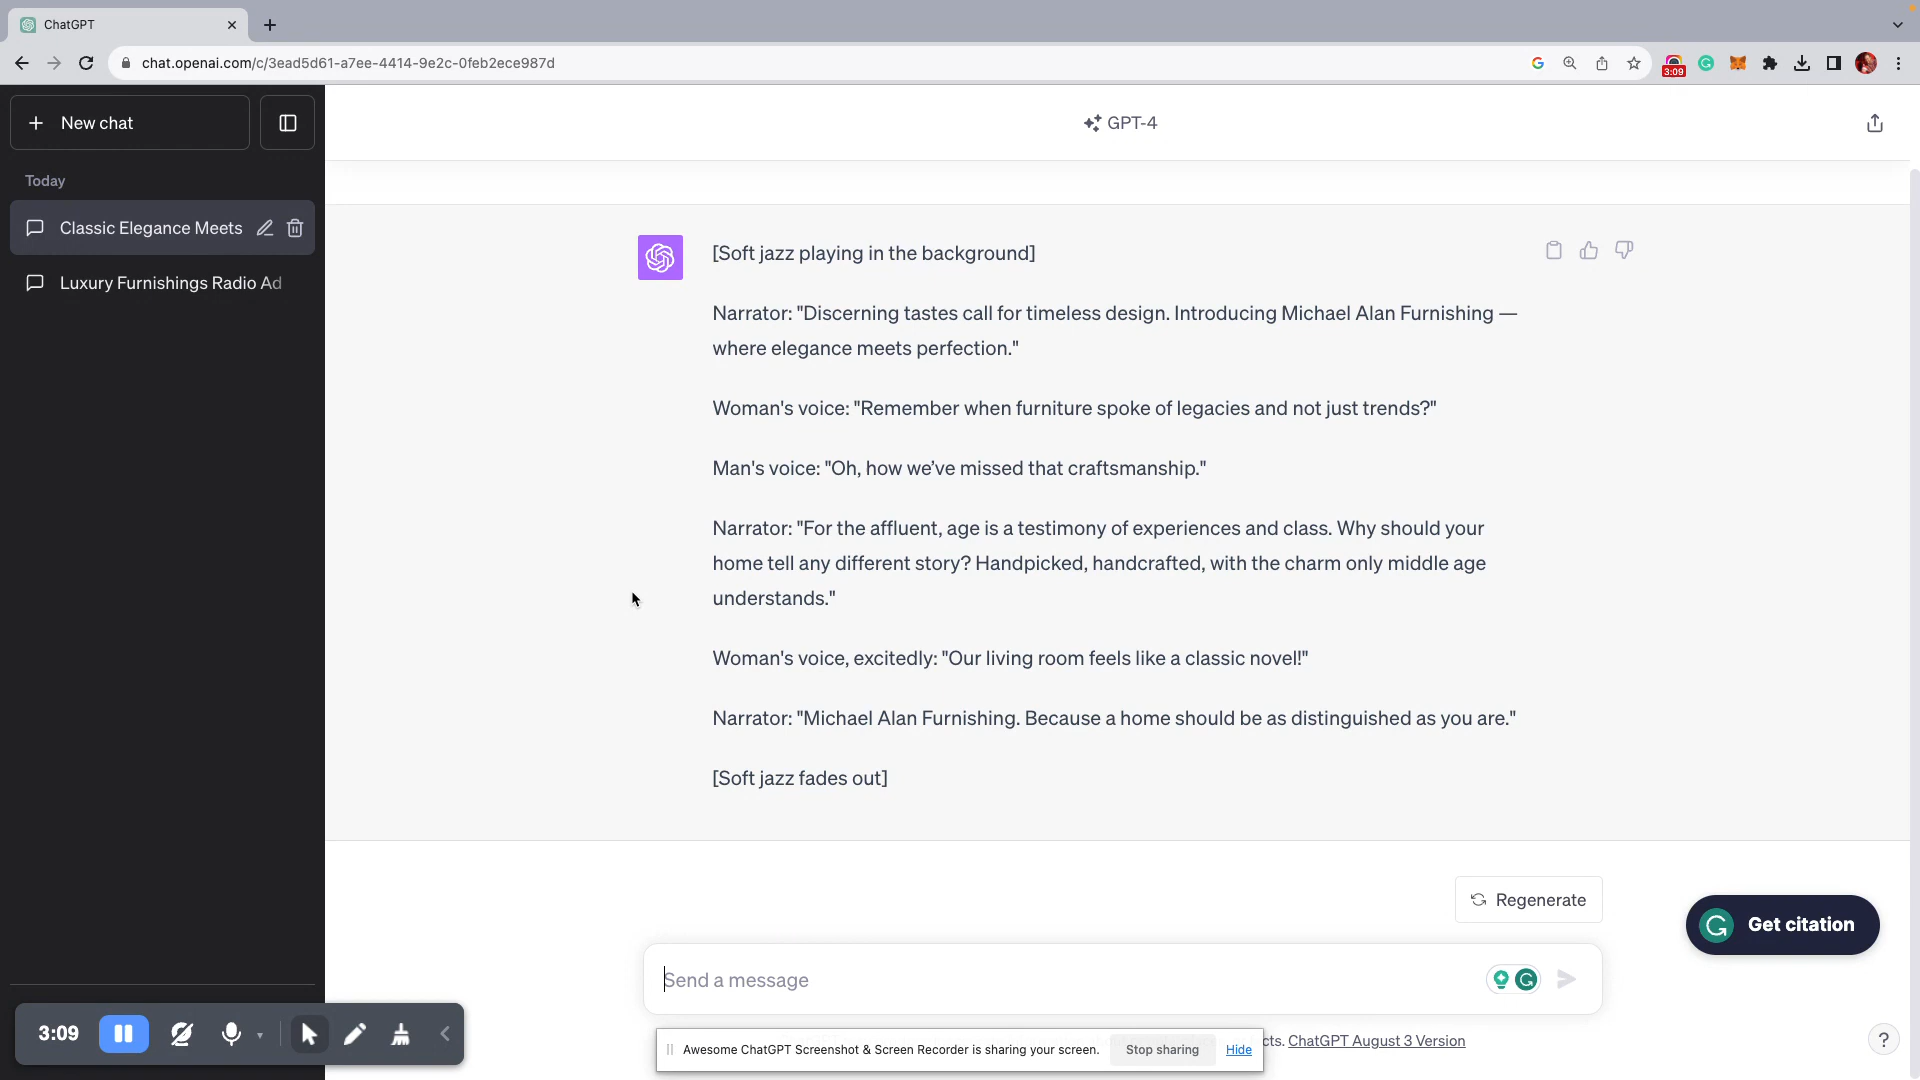 ChatGPT
chat.openai.com/c/3ead5d61-a7ee-4414-9e2c-0feb2ece987d
3:09
New chat
GPT-4
Today
Classic Elegance Meets
Luxury Furnishings Radio Ad
[Soft jazz playing in the background]
Narrator: "Discerning tastes call for timeless design. Introducing Michael Alan Furnishing —
where elegance meets perfection."
Woman's voice: "Remember when furniture spoke of legacies and not just trends?"
Man's voice: "Oh, how we’ve missed that craftsmanship."
Narrator: "For the affluent, age is a testimony of experiences and class. Why should your
home tell any different story? Handpicked, handcrafted, with the charm only middle age
understands."
Woman's voice, excitedly: "Our living room feels like a classic novel!"
Narrator: "Michael Alan Furnishing. Because a home should be as distinguished as you are."
[Soft jazz fades out]
Regenerate
Get citation
Send a message
3:09
Awesome ChatGPT Screenshot & Screen Recorder is sharing your screen. Stop sharing Hide
cts. ChatGPT August 3 Version
?